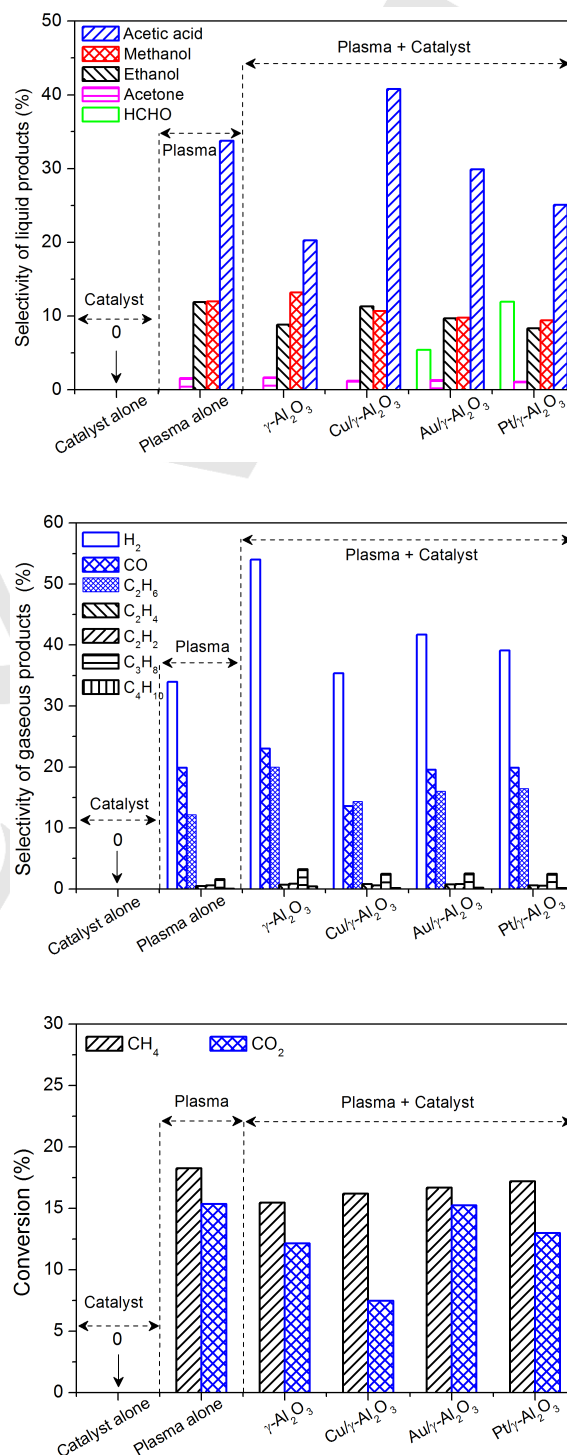 50
40
30
20
10
0
Selectivity of liquid products (%)
Acetic acid
Methanol
Ethanol
Acetone
HCHO
Plasma + Catalyst
Plasma
Catalyst
0
Catalyst alone
Plasma alone
γ-Al₂O₃
Cu/γ-Al₂O₃
Au/γ-Al₂O₃
Pt/γ-Al₂O₃
60
50
40
30
20
10
0
Selectivity of gaseous products (%)
H₂
CO
C₂H₆
C₂H₄
C₂H₂
C₃H₈
C₄H₁₀
Plasma + Catalyst
Plasma
Catalyst
0
Catalyst alone
Plasma alone
γ-Al₂O₃
Cu/γ-Al₂O₃
Au/γ-Al₂O₃
Pt/γ-Al₂O₃
30
25
20
15
10
5
0
Conversion (%)
CH₄
CO₂
Plasma
Plasma + Catalyst
Catalyst
0
Catalyst alone
Plasma alone
γ-Al₂O₃
Cu/γ-Al₂O₃
Au/γ-Al₂O₃
Pt/γ-Al₂O₃